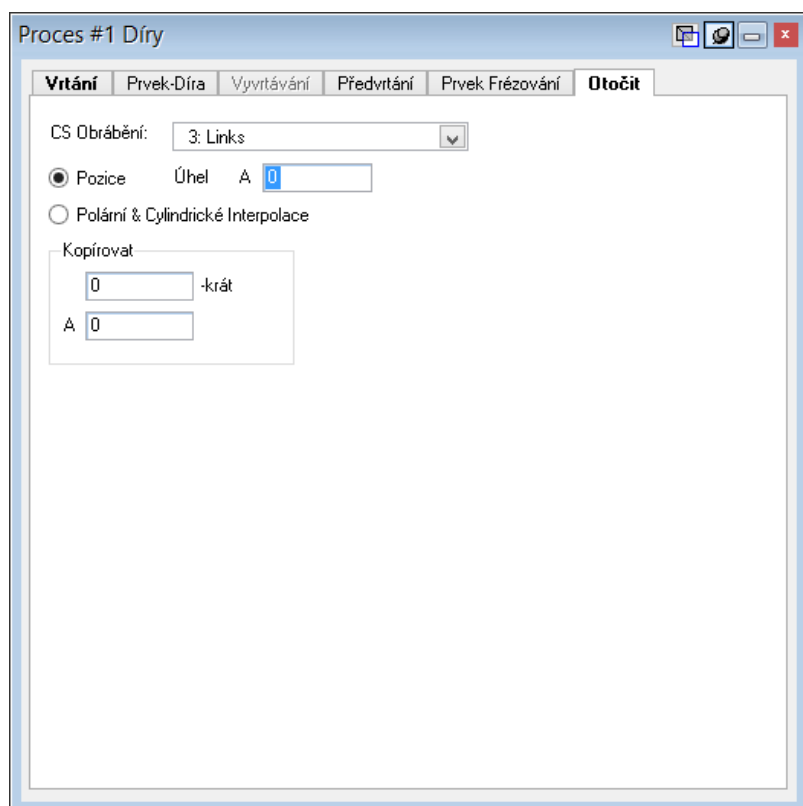 Proces #1 Díry
Vrtání Prvek-Díra Vyvrtávání Předvrtání Prvek Frézování Otočit
CS Obrábění: 3: Links
Pozice Úhel A 0
Polární & Cylindrické Interpolace
Kopírovat
0 -krát
A 0